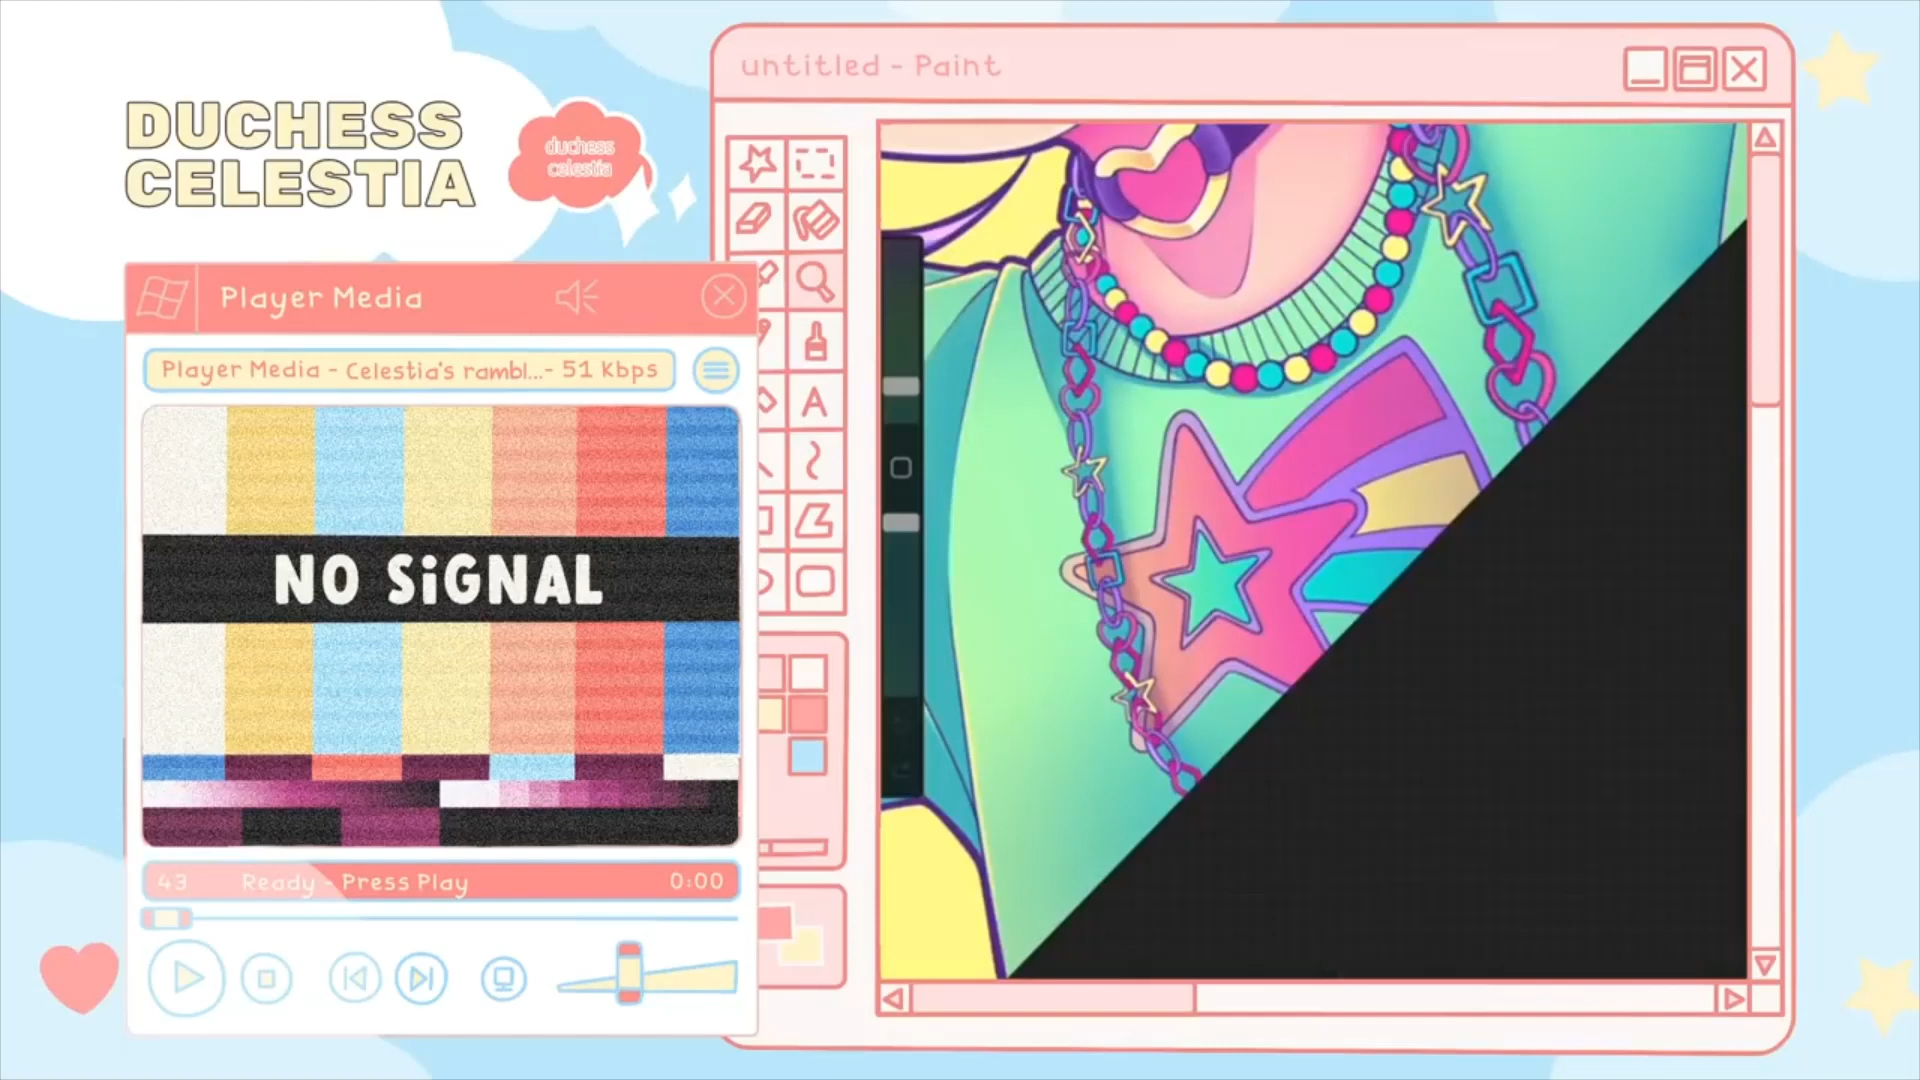 DUCHESS
CELESTIA
duchess
celestia
untitled - Paint
Player Media
Player Media - Celestia's rambl...- 51 Kbps
A
NO SiGNAL
43 Ready - Press Play 0:00